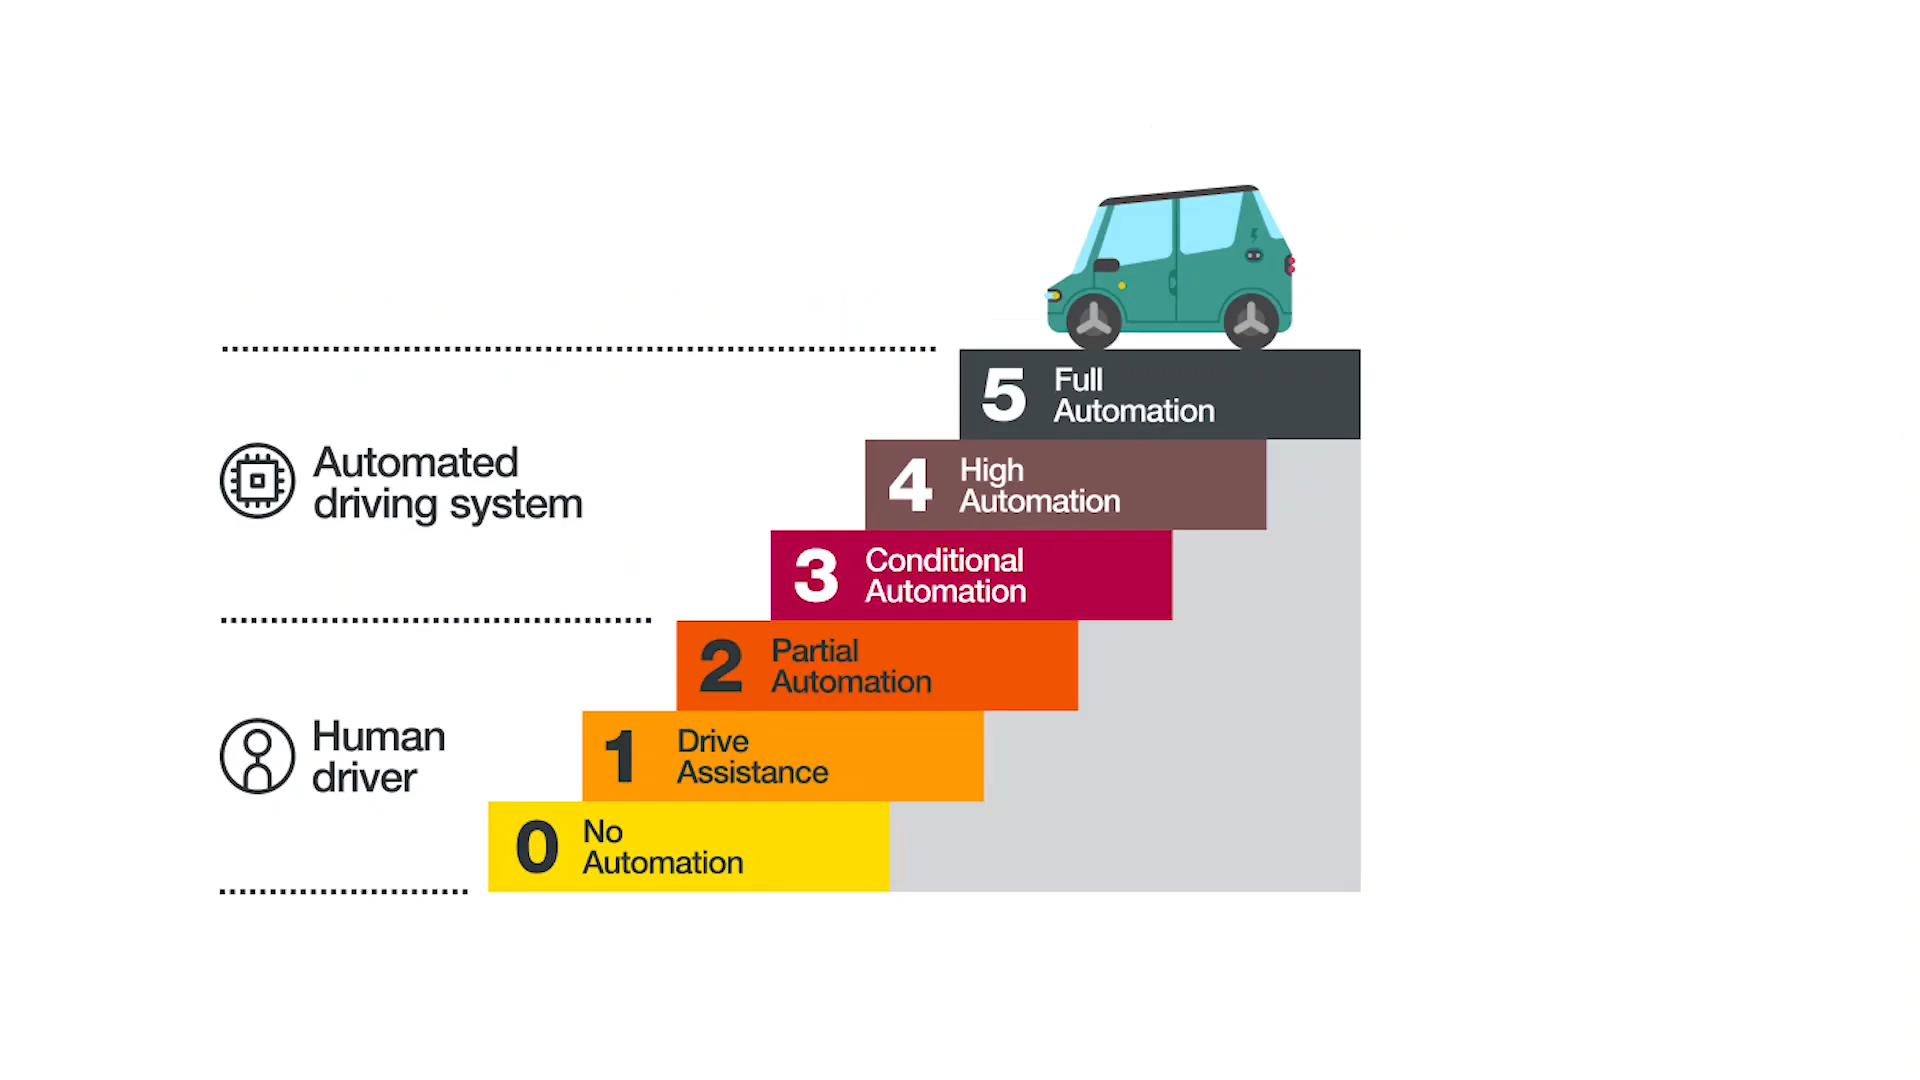 5 Full
Automation
Automated
driving system
4 High
Automation
3 Conditional
Automation
2 Partial
Automation
Human
driver
1 Drive
Assistance
0 No
Automation